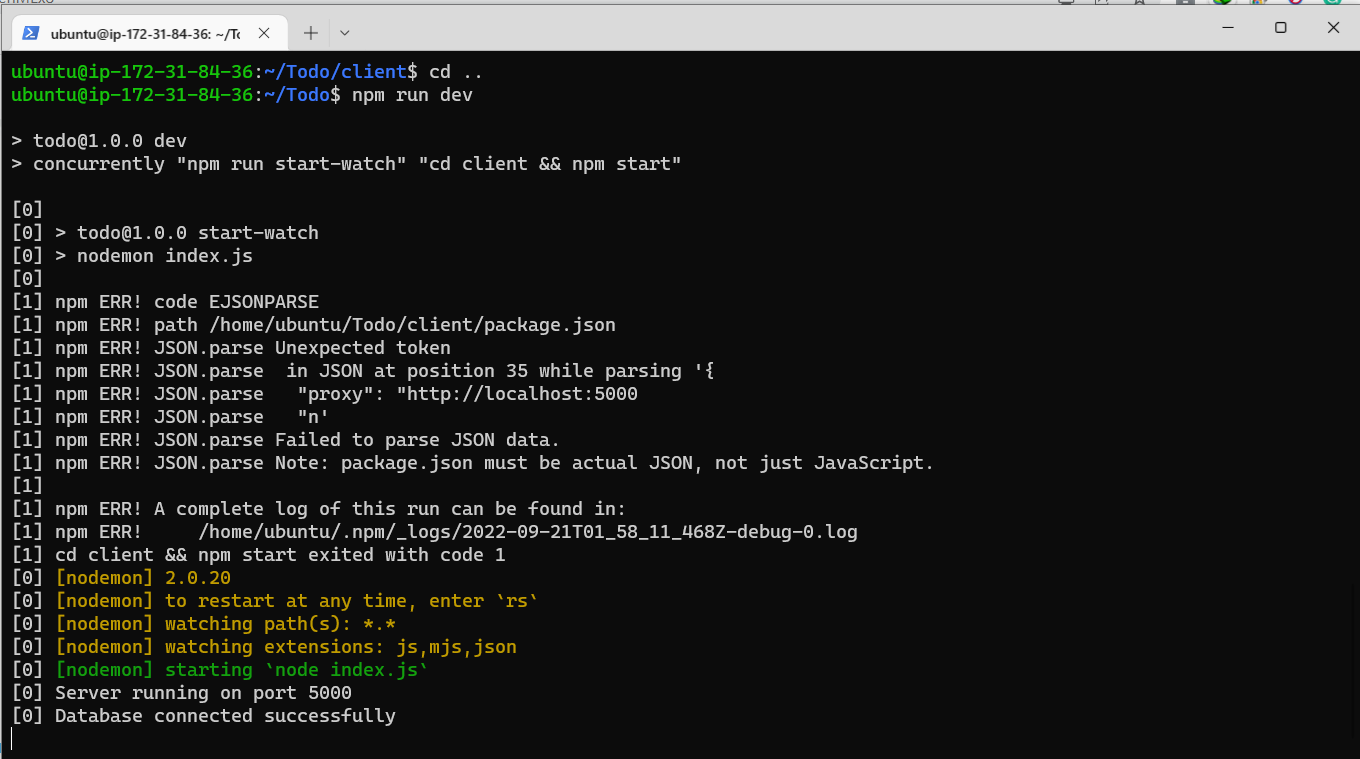 ubuntu@ip-172-31-84-36: ~/To
ubuntu@ip-172-31-84-36:~/Todo/client$ cd ..
ubuntu@ip-172-31-84-36:~/Todo$ npm run dev
> todo@1.0.0 dev
> concurrently "npm run start-watch" "cd client && npm start"
[0]
[0] > todo@1.0.0 start-watch
[0] > nodemon index.js
[0]
[1] npm ERR! code EJSONPARSE
[1] npm ERR! path /home/ubuntu/Todo/client/package.json
[1] npm ERR! JSON.parse Unexpected token
[1] npm ERR! JSON.parse  in JSON at position 35 while parsing '{
[1] npm ERR! JSON.parse   "proxy": "http://localhost:5000
[1] npm ERR! JSON.parse   "n'
[1] npm ERR! JSON.parse Failed to parse JSON data.
[1] npm ERR! JSON.parse Note: package.json must be actual JSON, not just JavaScript.
[1]
[1] npm ERR! A complete log of this run can be found in:
[1] npm ERR!     /home/ubuntu/.npm/_logs/2022-09-21T01_58_11_468Z-debug-0.log
[1] cd client && npm start exited with code 1
[0] [nodemon] 2.0.20
[0] [nodemon] to restart at any time, enter `rs`
[0] [nodemon] watching path(s): *.*
[0] [nodemon] watching extensions: js,mjs,json
[0] [nodemon] starting `node index.js`
[0] Server running on port 5000
[0] Database connected successfully